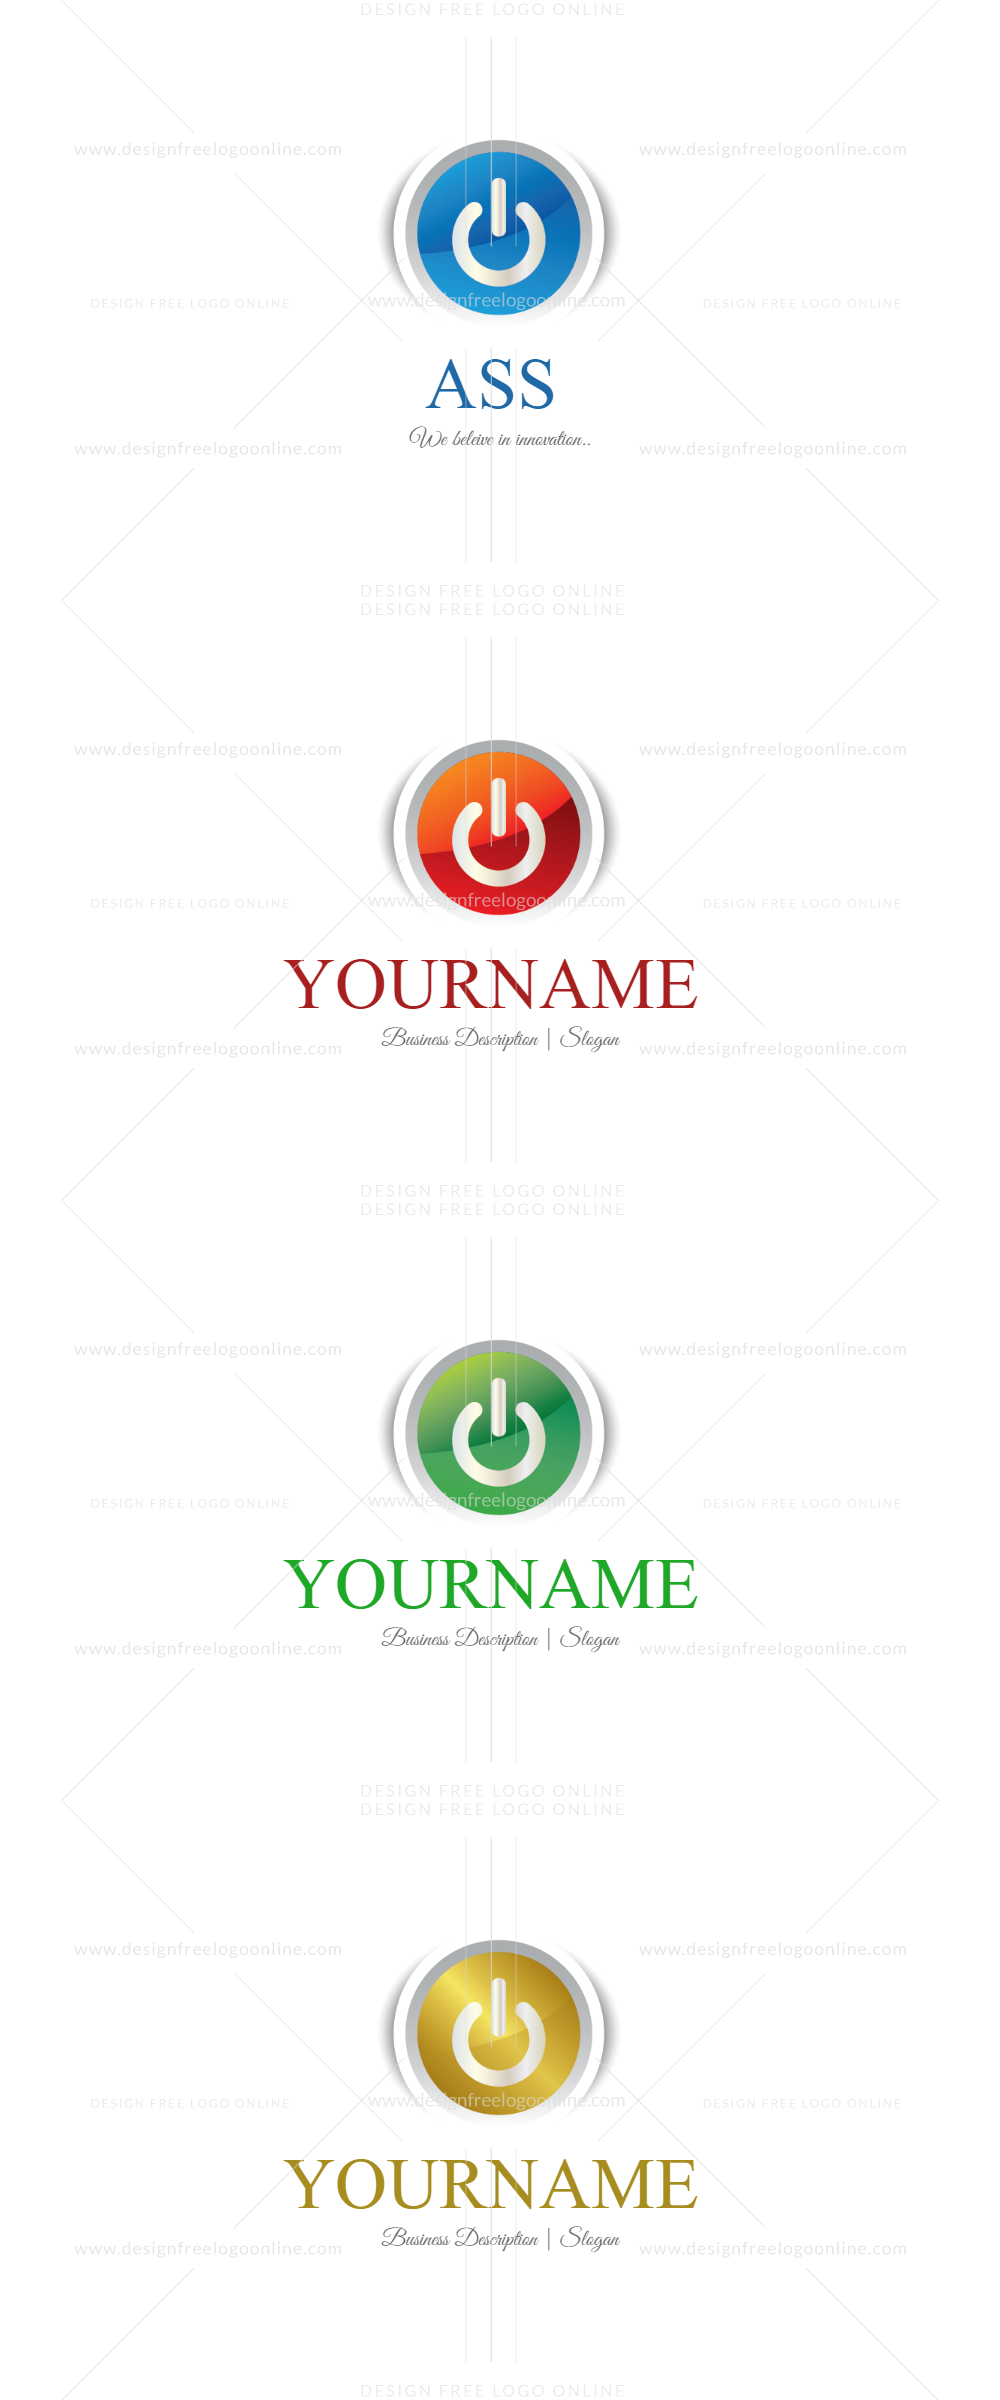 DESIGN FREE LOGO ONLINE
www.designfreelogoonline.com www.designfreelogoonline.com
DESIGN FREE LOGO ONLINE www.designfreelogoonline.com DESIGN FREE LOGO ONLINE
ASS
We beleive in innovation..
www.designfreelogoonline.com www.designfreelogoonline.com
DESIGN FREE LOGO ONLINE
DESIGN FREE LOGO ONLINE
www.designfreelogoonline.com www.designfreelogoonline.com
DESIGN FREE LOGO ONLINE www.designfreelogoonline.com DESIGN FREE LOGO ONLINE
YOURNAME
Business Description | Slogan
www.designfreelogoonline.com www.designfreelogoonline.com
DESIGN FREE LOGO ONLINE
DESIGN FREE LOGO ONLINE
www.designfreelogoonline.com www.designfreelogoonline.com
DESIGN FREE LOGO ONLINE www.designfreelogoonline.com DESIGN FREE LOGO ONLINE
YOURNAME
Business Description | Slogan
www.designfreelogoonline.com www.designfreelogoonline.com
DESIGN FREE LOGO ONLINE
DESIGN FREE LOGO ONLINE
www.designfreelogoonline.com www.designfreelogoonline.com
DESIGN FREE LOGO ONLINE www.designfreelogoonline.com DESIGN FREE LOGO ONLINE
YOURNAME
Business Description | Slogan
www.designfreelogoonline.com www.designfreelogoonline.com
DESIGN FREE LOGO ONLINE